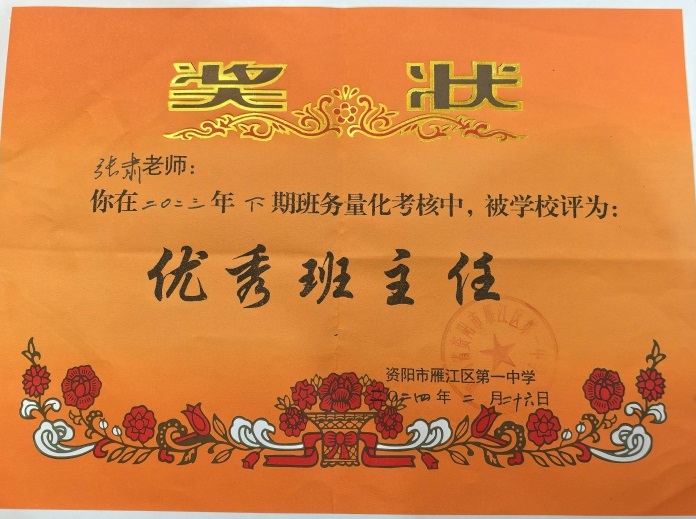 奖状
张肃老师：
你在二〇二三年下期班务量化考核中，被学校评为：
优秀班主任
资阳市雁江区第一中学
二〇二四年二月二十六日